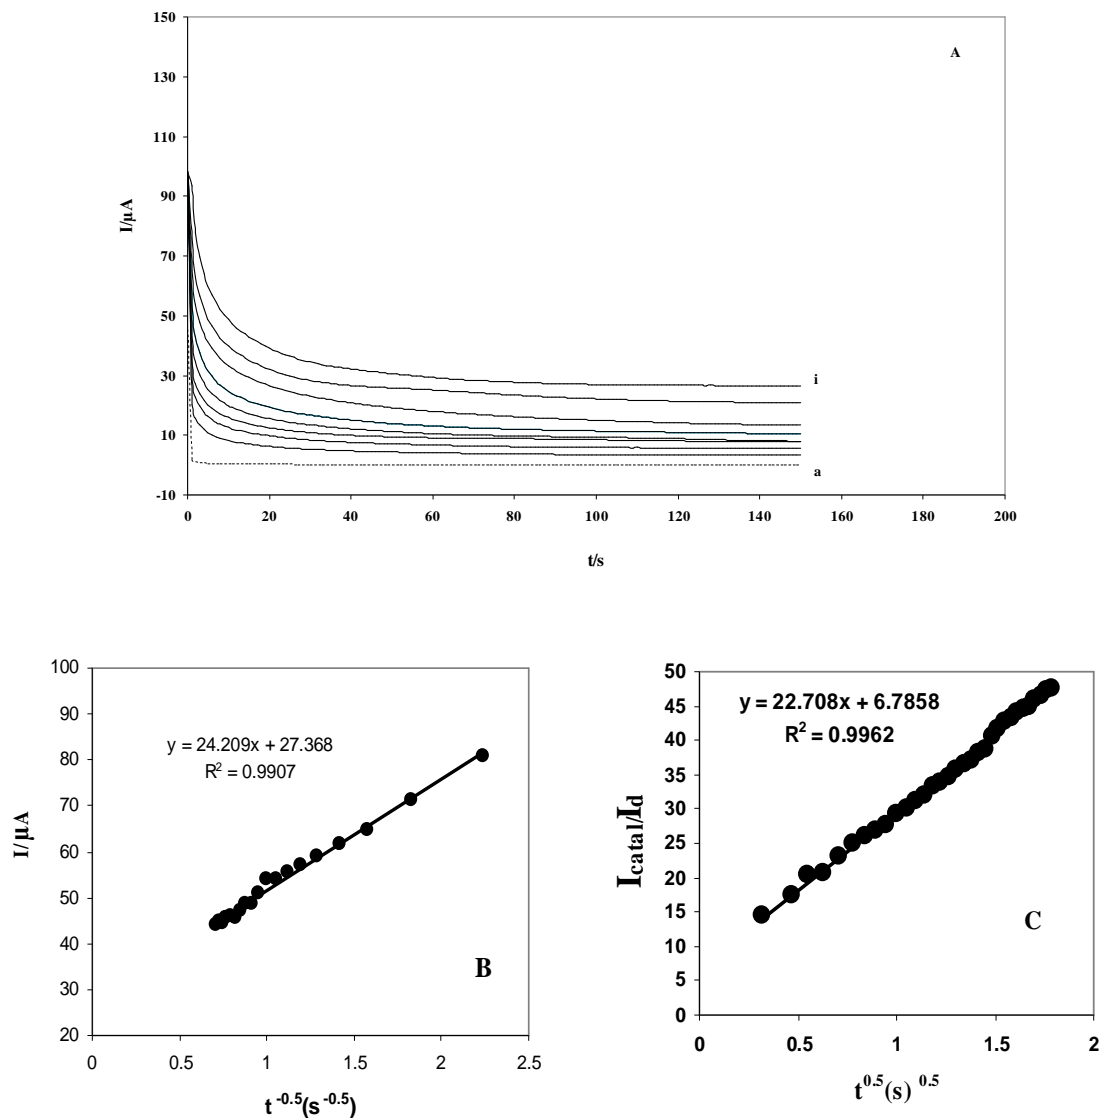 150
130
110
90
70
50
30
10
-10
I/µA
A
i
a
0 20 40 60 80 100 120 140 160 180 200
t/s
100
90
80
70
60
50
40
30
20
I/µA
y = 24.209x + 27.368
R² = 0.9907
B
0 0.5 1 1.5 2 2.5
t -0.5(s-0.5)
50
45
40
35
30
25
20
15
10
5
0
Icatal/Id
y = 22.708x + 6.7858
R² = 0.9962
C
0 0.5 1 1.5 2
t0.5(s) 0.5